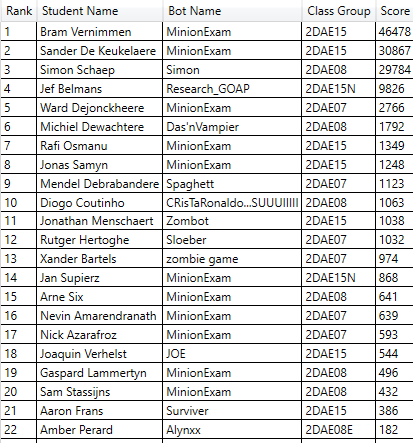 Rank Student Name Bot Name Class Group Score
1 Bram Vernimmen MinionExam 2DAE15 46478
2 Sander De Keukelaere MinionExam 2DAE15 30867
3 Simon Schaep Simon 2DAE08 29784
4 Jef Belmans Research_GOAP 2DAE15N 9826
5 Ward Dejonckheere MinionExam 2DAE07 2766
6 Michiel Dewachtere Das'nVampier 2DAE08 1792
7 Rafi Osmanu MinionExam 2DAE15 1349
8 Jonas Samyn MinionExam 2DAE15 1248
9 Mendel Debrabandere Spaghett 2DAE07 1123
10 Diogo Coutinho CRisTaRonaldo...SUUUIIIII 2DAE08 1063
11 Jonathan Menschaert Zombot 2DAE15 1038
12 Rutger Hertoghe Sloeber 2DAE07 1032
13 Xander Bartels zombie game 2DAE07 974
14 Jan Supierz MinionExam 2DAE15N 868
15 Arne Six MinionExam 2DAE08 641
16 Nevin Amarendranath MinionExam 2DAE07 639
17 Nick Azarafroz MinionExam 2DAE07 593
18 Joaquin Verhelst JOE 2DAE15 544
19 Gaspard Lammertyn MinionExam 2DAE08 496
20 Sam Stassijns MinionExam 2DAE08 432
21 Aaron Frans Surviver 2DAE15 386
22 Amber Perard Alynxx 2DAE08E 182